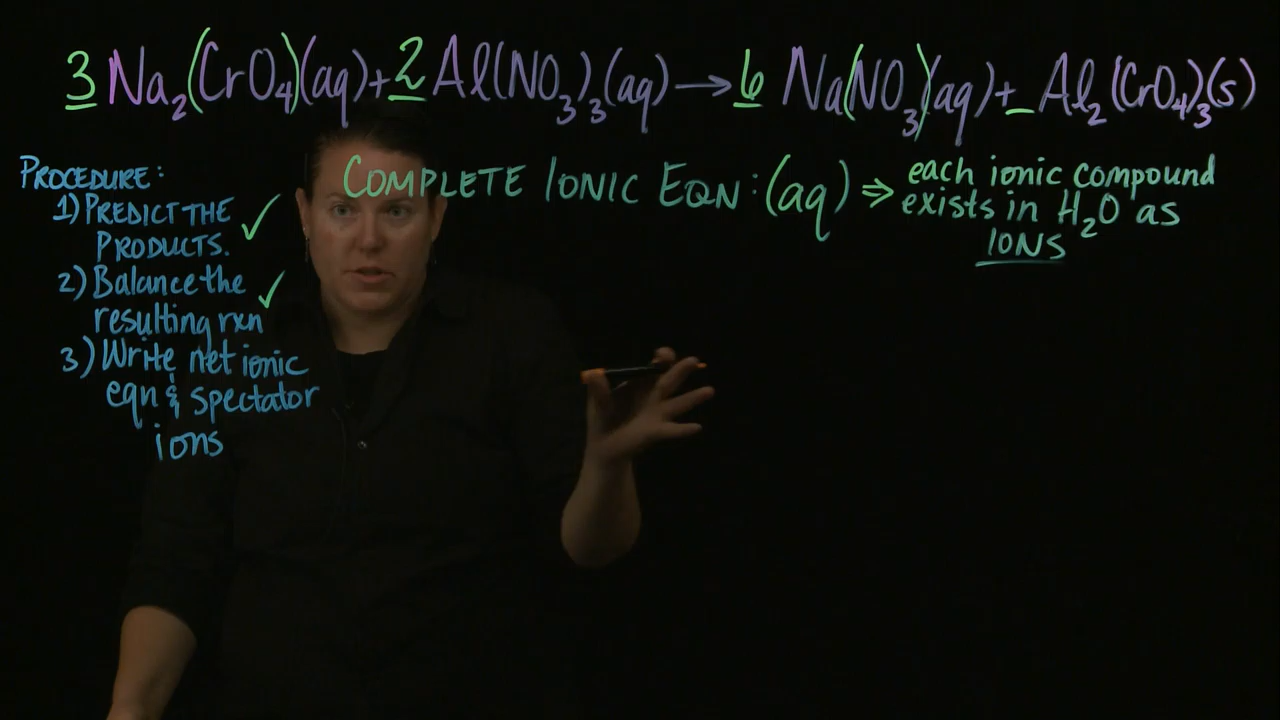 3 Na₂(CrO₄)(aq) + 2 Al(NO₃)₃(aq) → 6 Na(NO₃)(aq) + _ Al₂(CrO₄)₃(s)
PROCEDURE:
1) PREDICT THE
PRODUCTS. ✓
2) Balance the
resulting rxn ✓
3) Write net ionic
eqn & spectator
ions
COMPLETE IONIC EQN: (aq) ⇒ each ionic compound
exists in H₂O as
IONS